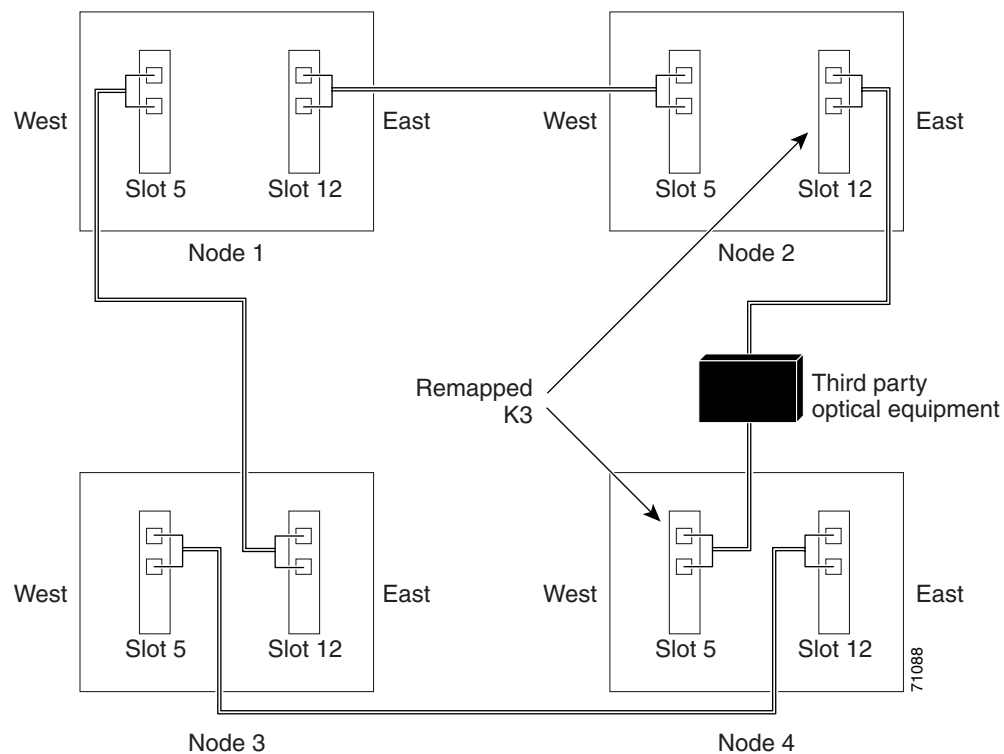 West
East
West
East
Slot 5
Slot 12
Slot 5
Slot 12
Node 1
Node 2
Remapped
K3
Third party
optical equipment
West
East
West
East
Slot 5
Slot 12
Slot 5
Slot 12
71088
Node 3
Node 4